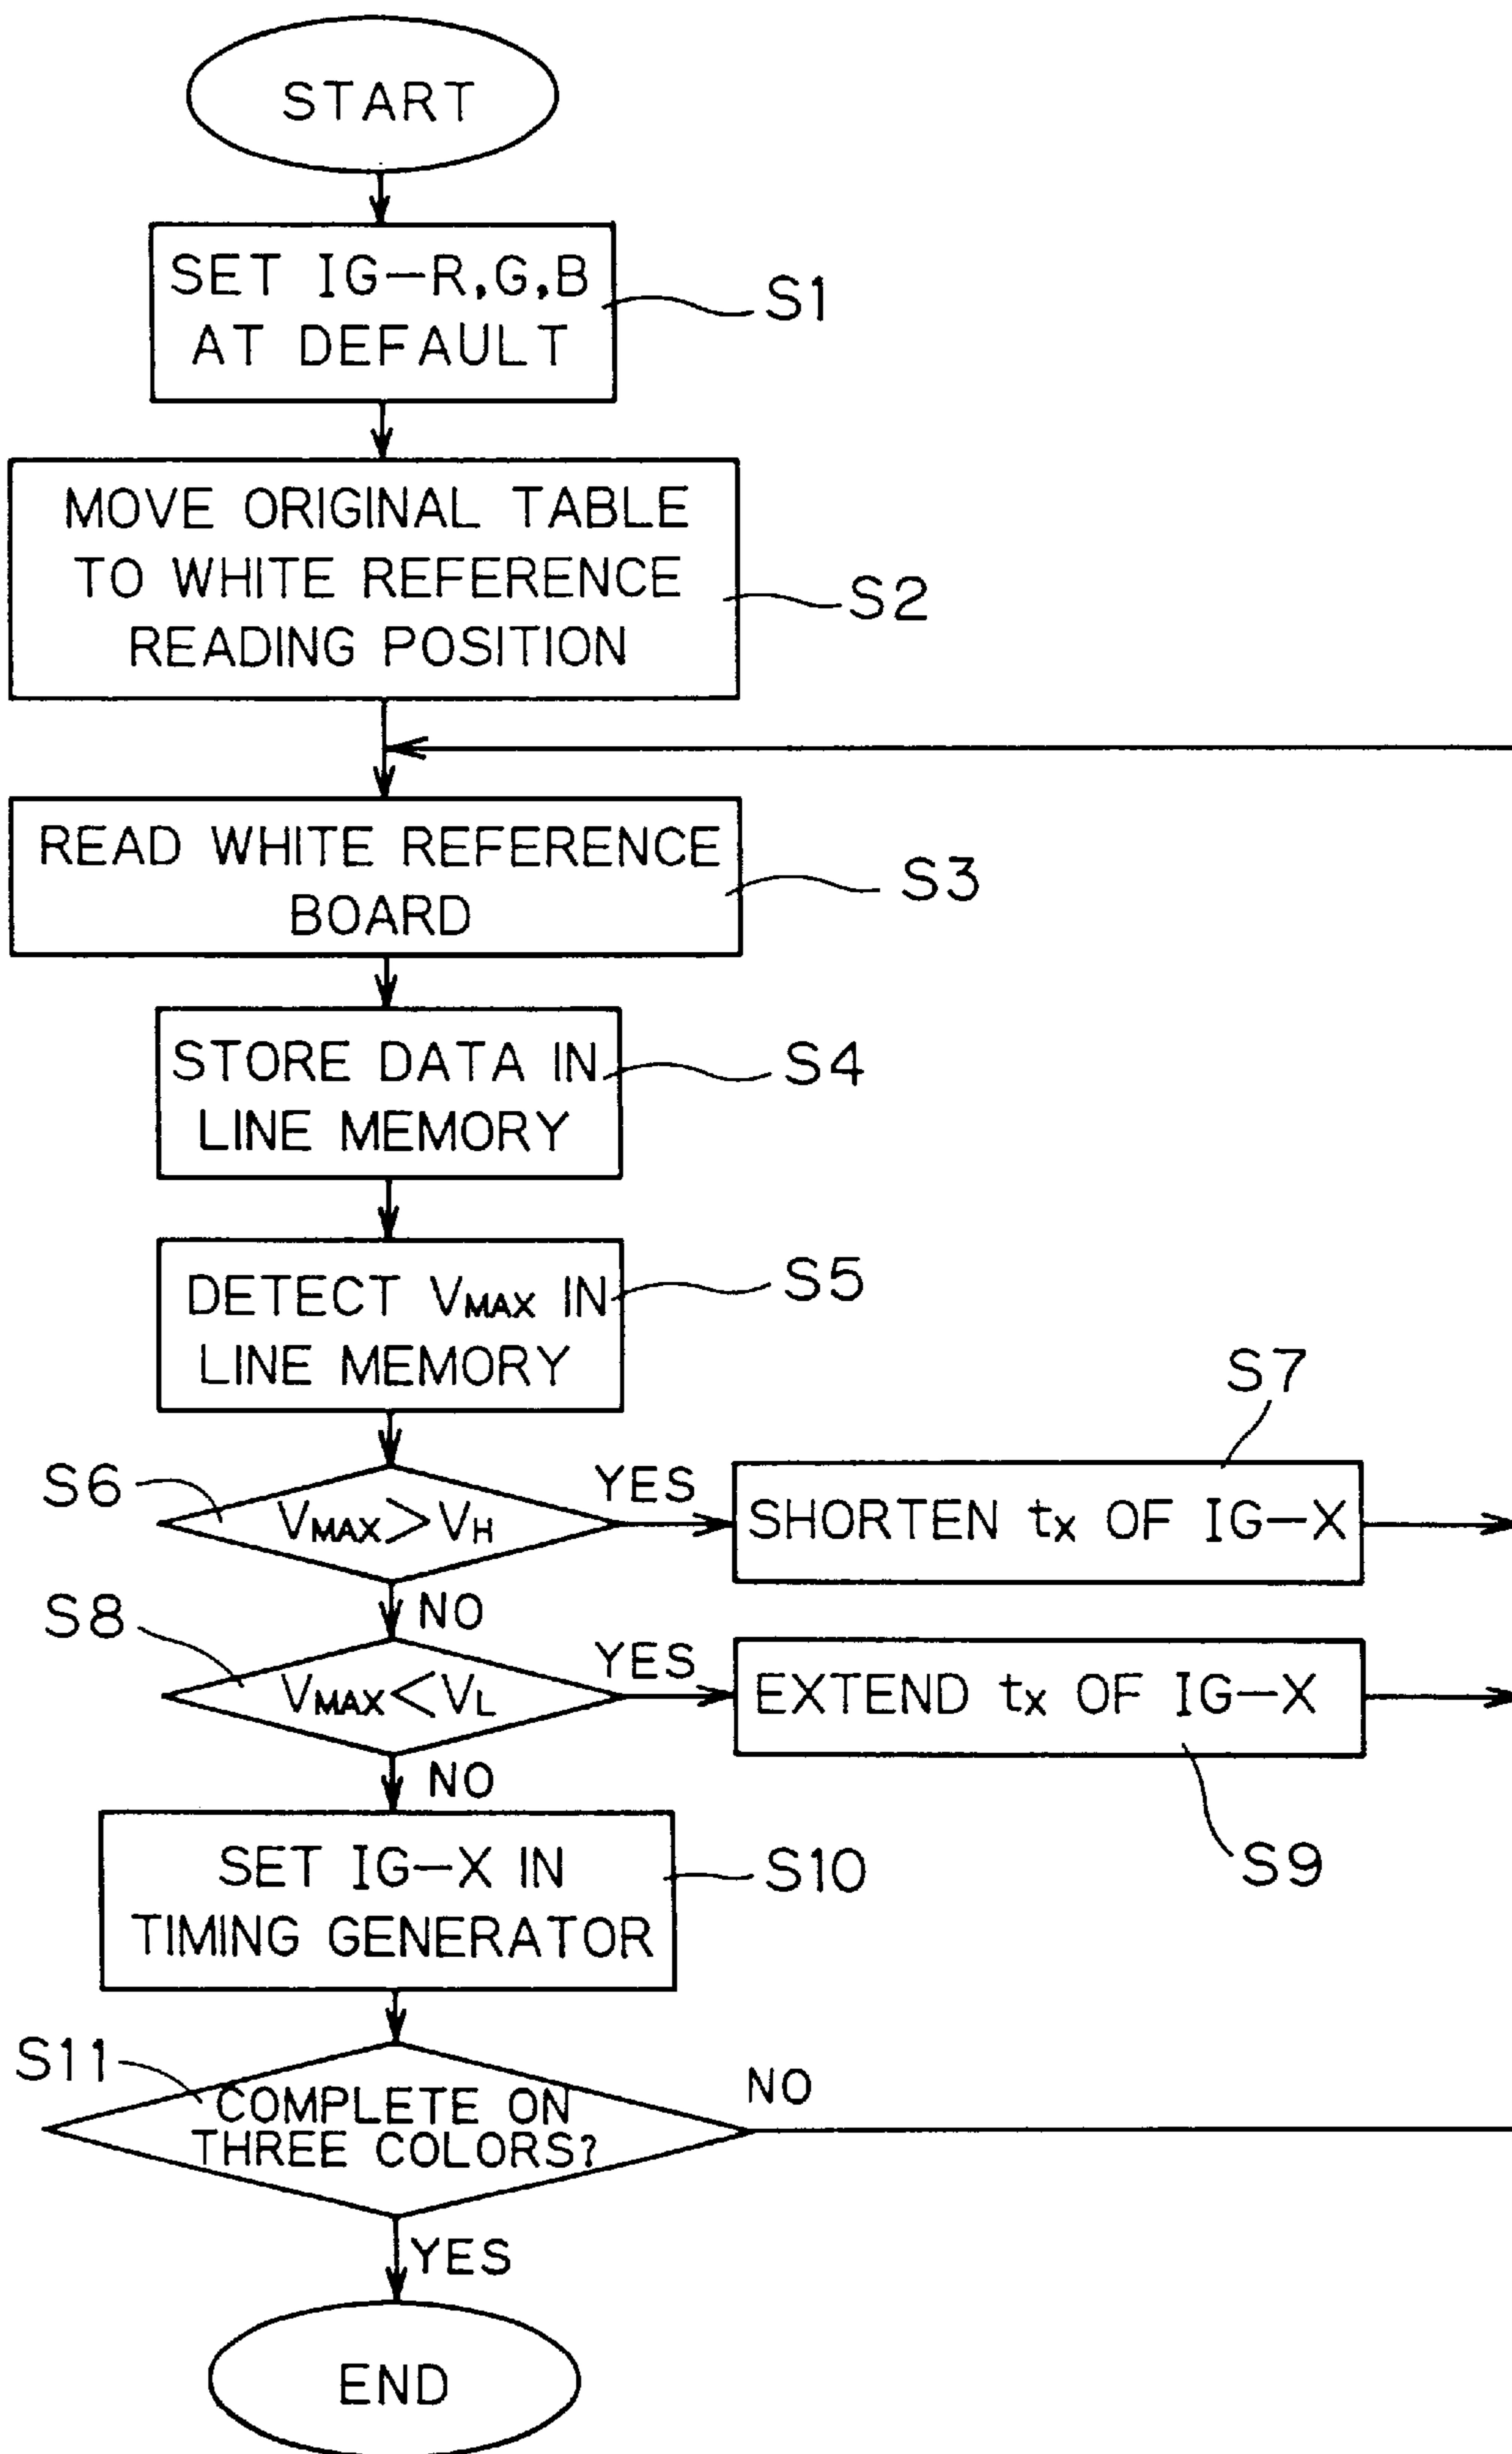 START
SET IG—R,G,B
AT DEFAULT
S1
MOVE ORIGINAL TABLE
TO WHITE REFERENCE
READING POSITION
S2
READ WHITE REFERENCE
BOARD
S3
STORE DATA IN
LINE MEMORY
S4
DETECT VMAX IN
LINE MEMORY
S5
S6
VMAX>VH
YES
S7
SHORTEN tx OF IG—X
NO
S8
VMAX<VL
YES
EXTEND tx OF IG—X
S9
NO
SET IG—X IN
TIMING GENERATOR
S10
S11
COMPLETE ON
THREE COLORS?
NO
YES
END